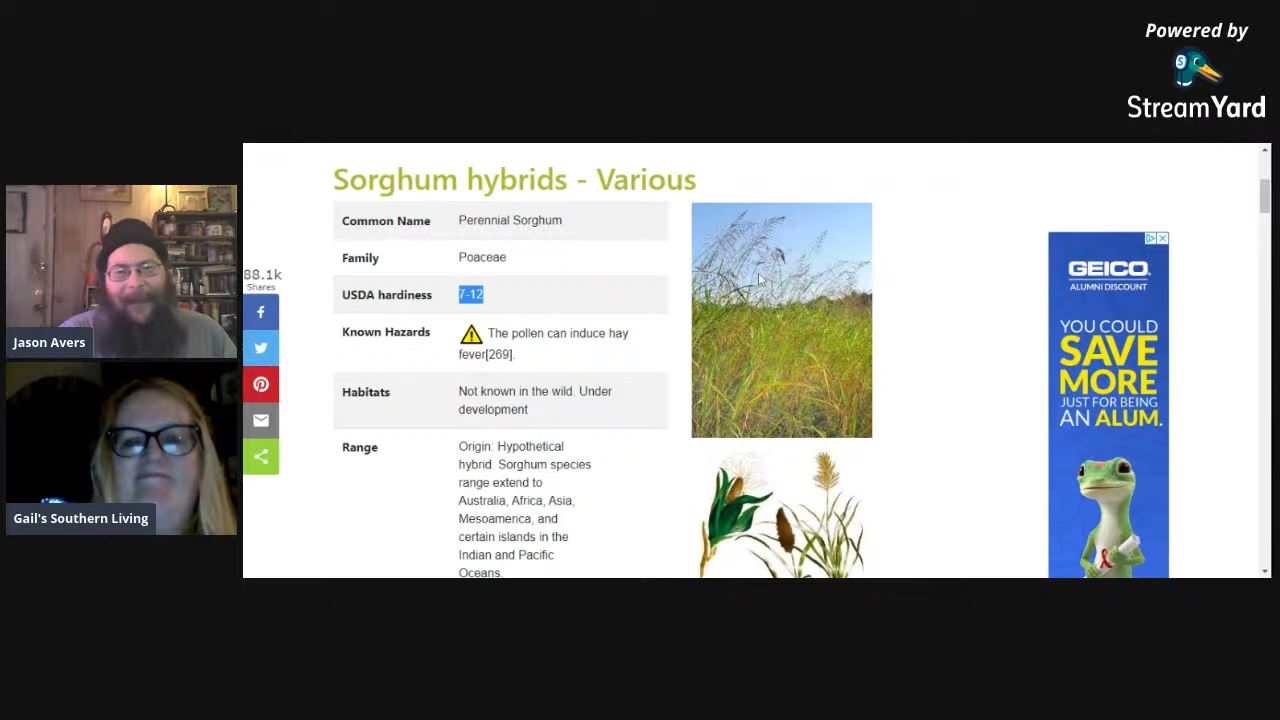 Powered by
StreamYard
Sorghum hybrids - Various
Common Name Perennial Sorghum
Family Poaceae
USDA hardiness 7-12
Known Hazards The pollen can induce hay
fever[269].
Habitats Not known in the wild. Under
development
Range Origin: Hypothetical
hybrid. Sorghum species
range extend to
Australia, Africa, Asia,
Mesoamerica, and
certain islands in the
Indian and Pacific
Oceans.
88.1k
Shares
Jason Avers
Gail's Southern Living
GEICO.
ALUMNI DISCOUNT
YOU COULD
SAVE
MORE
JUST FOR BEING
AN ALUM.